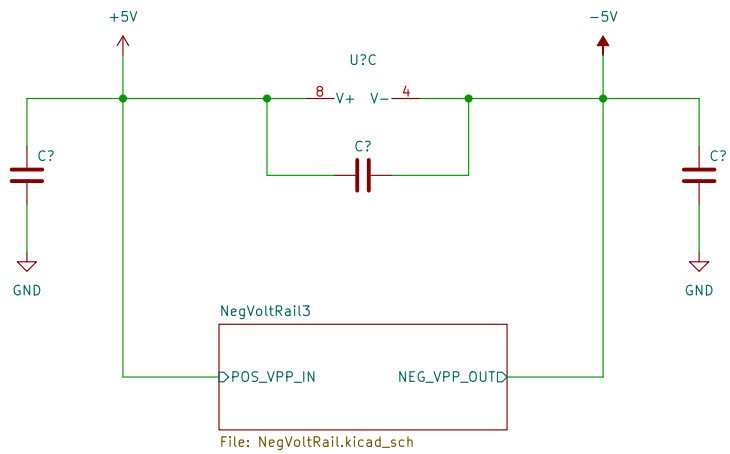 +5V
-5V
U?C
8
V+
V-
4
C?
C?
C?
GND
GND
NegVoltRail3
POS_VPP_IN
NEG_VPP_OUT
File: NegVoltRail.kicad_sch